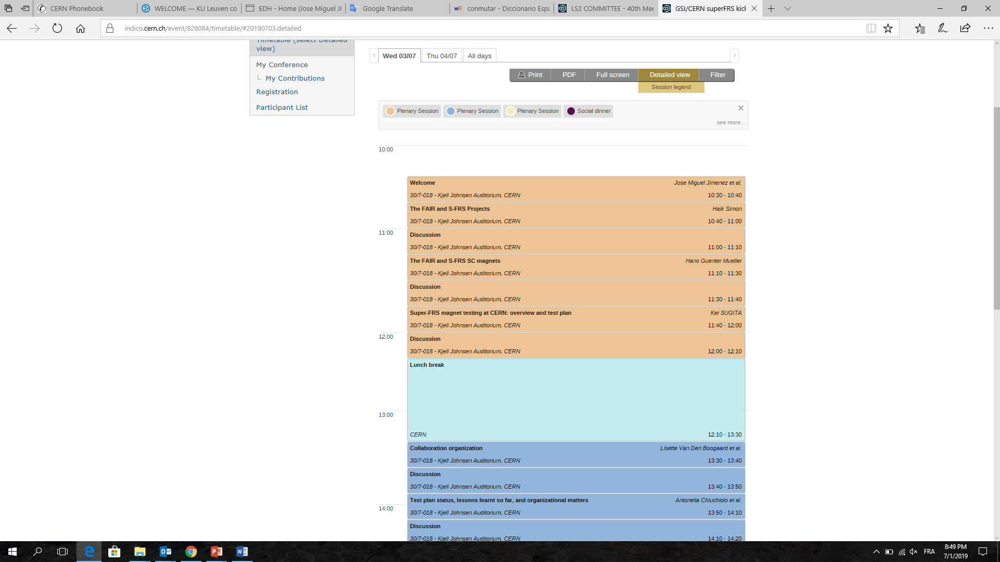 CERN Phonebook
WELCOME — KU Leuven co
EDH - Home (Jose Miguel JI
Google Translate
conmutar - Diccionario Espa
LS2 COMMITTEE - 40th Mee
GSI/CERN superFRS kick
indico.cern.ch/event/828084/timetable/#20190703.detailed
Timetable (select Detailed
view)
My Conference
My Contributions
Registration
Participant List
Wed 03/07
Thu 04/07
All days
Print
PDF
Full screen
Detailed view
Filter
Session legend
Plenary Session
Plenary Session
Plenary Session
Social dinner
see more...
10:00
Welcome
Jose Miguel Jimenez et al.
30/7-018 - Kjell Johnsen Auditorium, CERN
10:30 - 10:40
The FAIR and S-FRS Projects
Haik Simon
30/7-018 - Kjell Johnsen Auditorium, CERN
10:40 - 11:00
11:00
Discussion
30/7-018 - Kjell Johnsen Auditorium, CERN
11:00 - 11:10
The FAIR and S-FRS SC magnets
Hans Guenter Mueller
30/7-018 - Kjell Johnsen Auditorium, CERN
11:10 - 11:30
Discussion
30/7-018 - Kjell Johnsen Auditorium, CERN
11:30 - 11:40
Super-FRS magnet testing at CERN: overview and test plan
Kei SUGITA
30/7-018 - Kjell Johnsen Auditorium, CERN
11:40 - 12:00
12:00
Discussion
30/7-018 - Kjell Johnsen Auditorium, CERN
12:00 - 12:10
Lunch break
13:00
CERN
12:10 - 13:30
Collaboration organization
Lisette Van Den Boogaard et al.
30/7-018 - Kjell Johnsen Auditorium, CERN
13:30 - 13:40
Discussion
30/7-018 - Kjell Johnsen Auditorium, CERN
13:40 - 13:50
Test plan status, lessens learnt so far, and organizational matters
Antonella Chiuchiolo et al.
14:00
30/7-018 - Kjell Johnsen Auditorium, CERN
13:50 - 14:10
Discussion
30/7-018 - Kjell Johnsen Auditorium, CERN
14:10 - 14:20
FRA
8:49 PM
7/1/2019